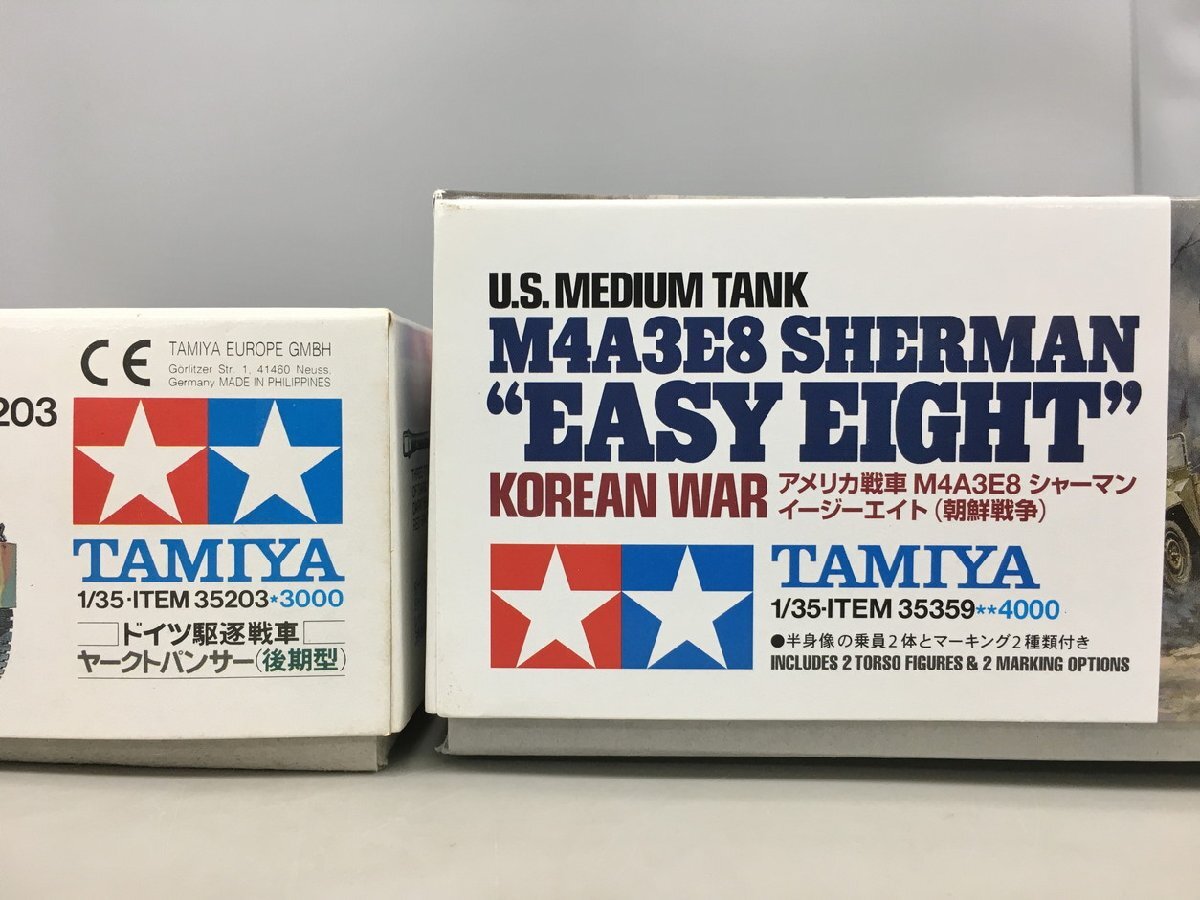 203
CE
TAMIYA EUROPE GMBH
Görlitzer Str. 1, 41460 Neuss,
Germany MADE IN PHILIPPINES
TAMIYA
1/35・ITEM 35203*3000
ドイツ駆逐戦車
ヤークトパンサー(後期型)
U.S. MEDIUM TANK
M4A3E8 SHERMAN
“EASY EIGHT”
KOREAN WAR
アメリカ戦車 M4A3E8 シャーマン
イージーエイト(朝鮮戦争)
TAMIYA
1/35・ITEM 35359**4000
●半身像の乗員2体とマーキング2種類付き
INCLUDES 2 TORSO FIGURES & 2 MARKING OPTIONS